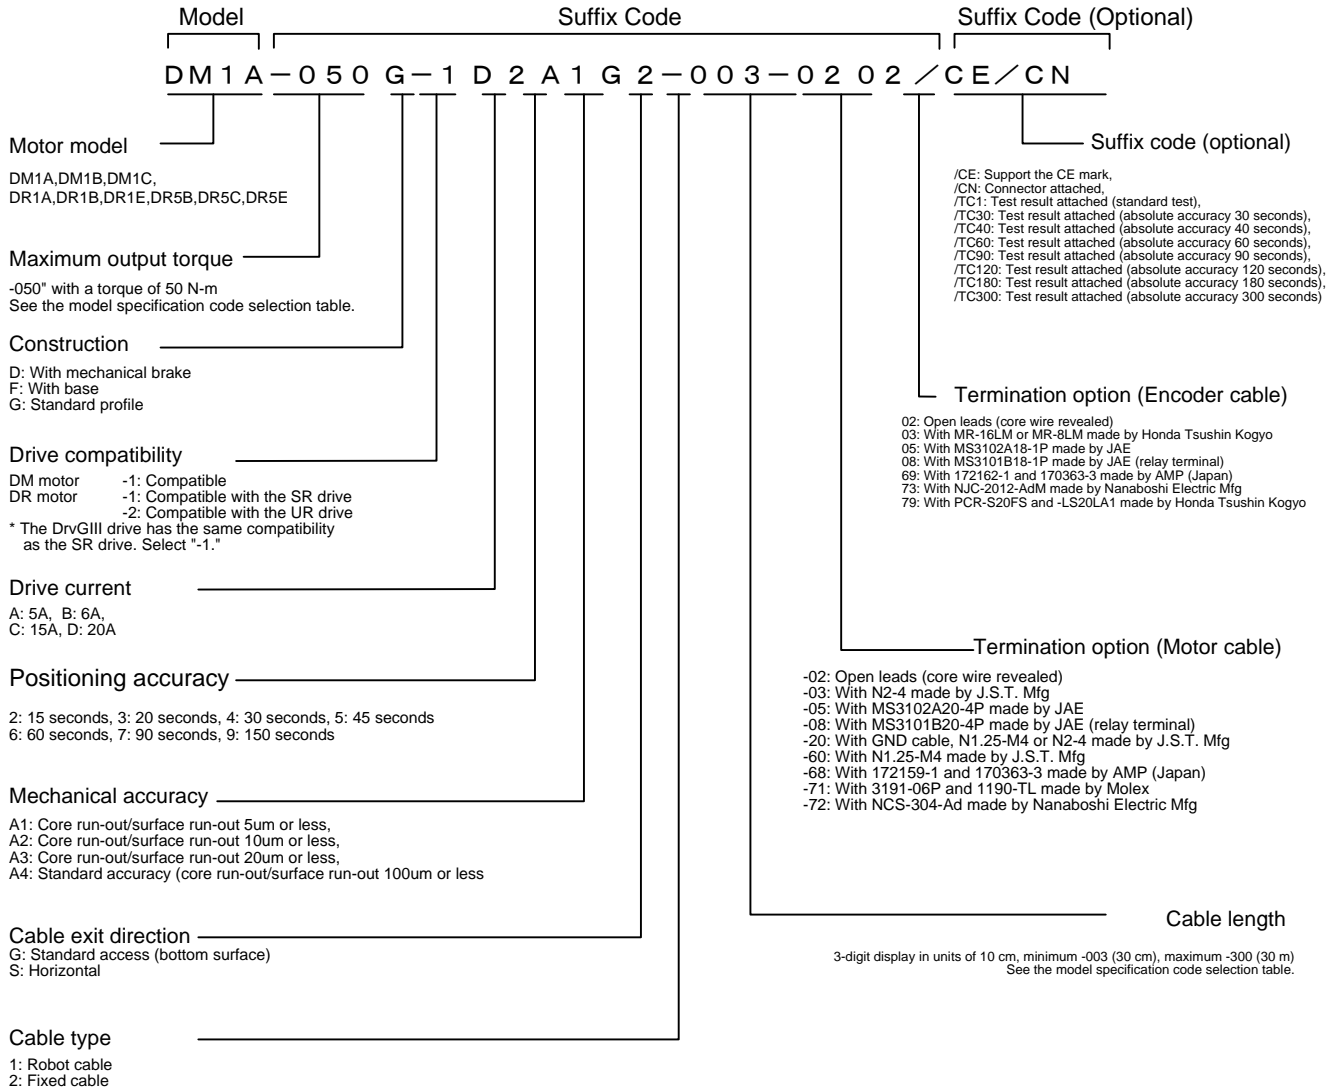 Model Suffix Code Suffix Code (Optional)
DM1A-050G-1D2A1G2-003-0202/CE/CN
Motor model
DM1A,DM1B,DM1C,
DR1A,DR1B,DR1E,DR5B,DR5C,DR5E
Maximum output torque
-050" with a torque of 50 N-m
See the model specification code selection table.
Construction
D: With mechanical brake
F: With base
G: Standard profile
Drive compatibility
DM motor -1: Compatible
DR motor -1: Compatible with the SR drive
-2: Compatible with the UR drive
* The DrvGIII drive has the same compatibility
as the SR drive. Select "-1."
Drive current
A: 5A, B: 6A,
C: 15A, D: 20A
Positioning accuracy
2: 15 seconds, 3: 20 seconds, 4: 30 seconds, 5: 45 seconds
6: 60 seconds, 7: 90 seconds, 9: 150 seconds
Mechanical accuracy
A1: Core run-out/surface run-out 5um or less,
A2: Core run-out/surface run-out 10um or less,
A3: Core run-out/surface run-out 20um or less,
A4: Standard accuracy (core run-out/surface run-out 100um or less
Cable exit direction
G: Standard access (bottom surface)
S: Horizontal
Cable type
1: Robot cable
2: Fixed cable
Suffix code (optional)
/CE: Support the CE mark,
/CN: Connector attached,
/TC1: Test result attached (standard test),
/TC30: Test result attached (absolute accuracy 30 seconds),
/TC40: Test result attached (absolute accuracy 40 seconds),
/TC60: Test result attached (absolute accuracy 60 seconds),
/TC90: Test result attached (absolute accuracy 90 seconds),
/TC120: Test result attached (absolute accuracy 120 seconds),
/TC180: Test result attached (absolute accuracy 180 seconds),
/TC300: Test result attached (absolute accuracy 300 seconds)
Termination option (Encoder cable)
02: Open leads (core wire revealed)
03: With MR-16LM or MR-8LM made by Honda Tsushin Kogyo
05: With MS3102A18-1P made by JAE
08: With MS3101B18-1P made by JAE (relay terminal)
69: With 172162-1 and 170363-3 made by AMP (Japan)
73: With NJC-2012-AdM made by Nanaboshi Electric Mfg
79: With PCR-S20FS and -LS20LA1 made by Honda Tsushin Kogyo
Termination option (Motor cable)
-02: Open leads (core wire revealed)
-03: With N2-4 made by J.S.T. Mfg
-05: With MS3102A20-4P made by JAE
-08: With MS3101B20-4P made by JAE (relay terminal)
-20: With GND cable, N1.25-M4 or N2-4 made by J.S.T. Mfg
-60: With N1.25-M4 made by J.S.T. Mfg
-68: With 172159-1 and 170363-3 made by AMP (Japan)
-71: With 3191-06P and 1190-TL made by Molex
-72: With NCS-304-Ad made by Nanaboshi Electric Mfg
Cable length
3-digit display in units of 10 cm, minimum -003 (30 cm), maximum -300 (30 m)
See the model specification code selection table.